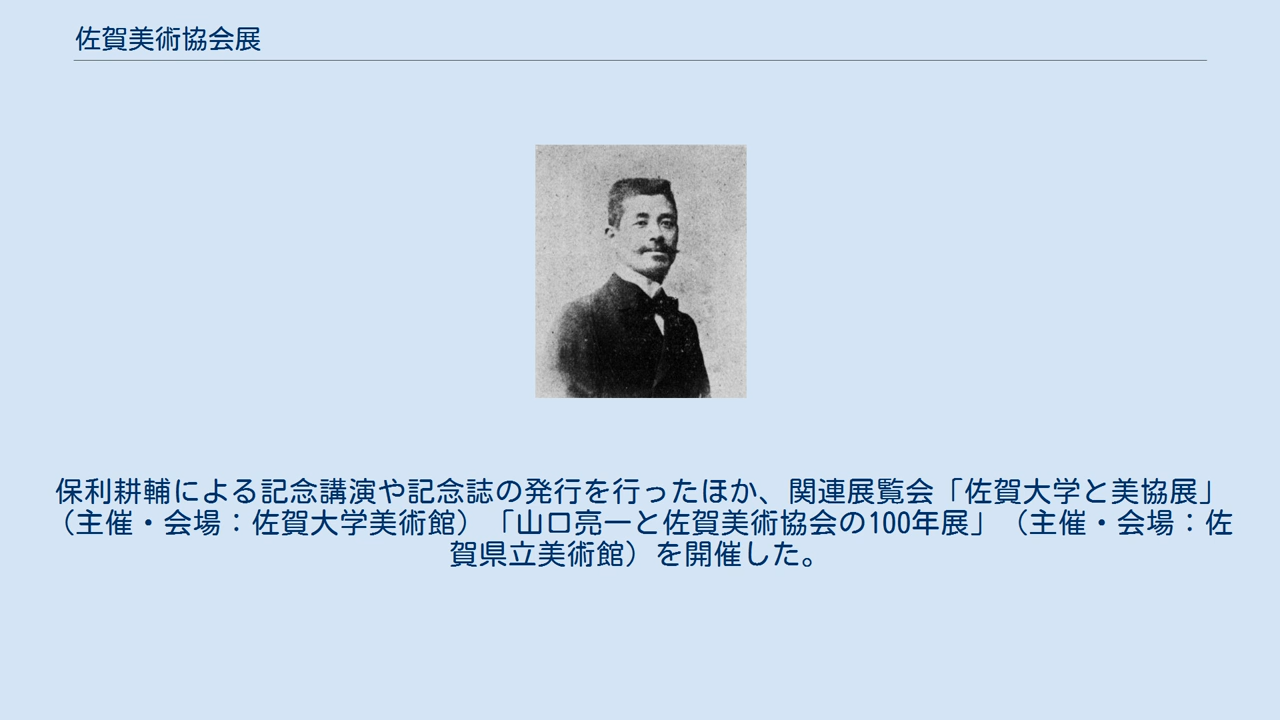 佐賀美術協会展
保利耕輔による記念講演や記念誌の発行を行ったほか、関連展覧会「佐賀大学と美協展」
（主催・会場：佐賀大学美術館）「山口亮一と佐賀美術協会の100年展」（主催・会場：佐
賀県立美術館）を開催した。